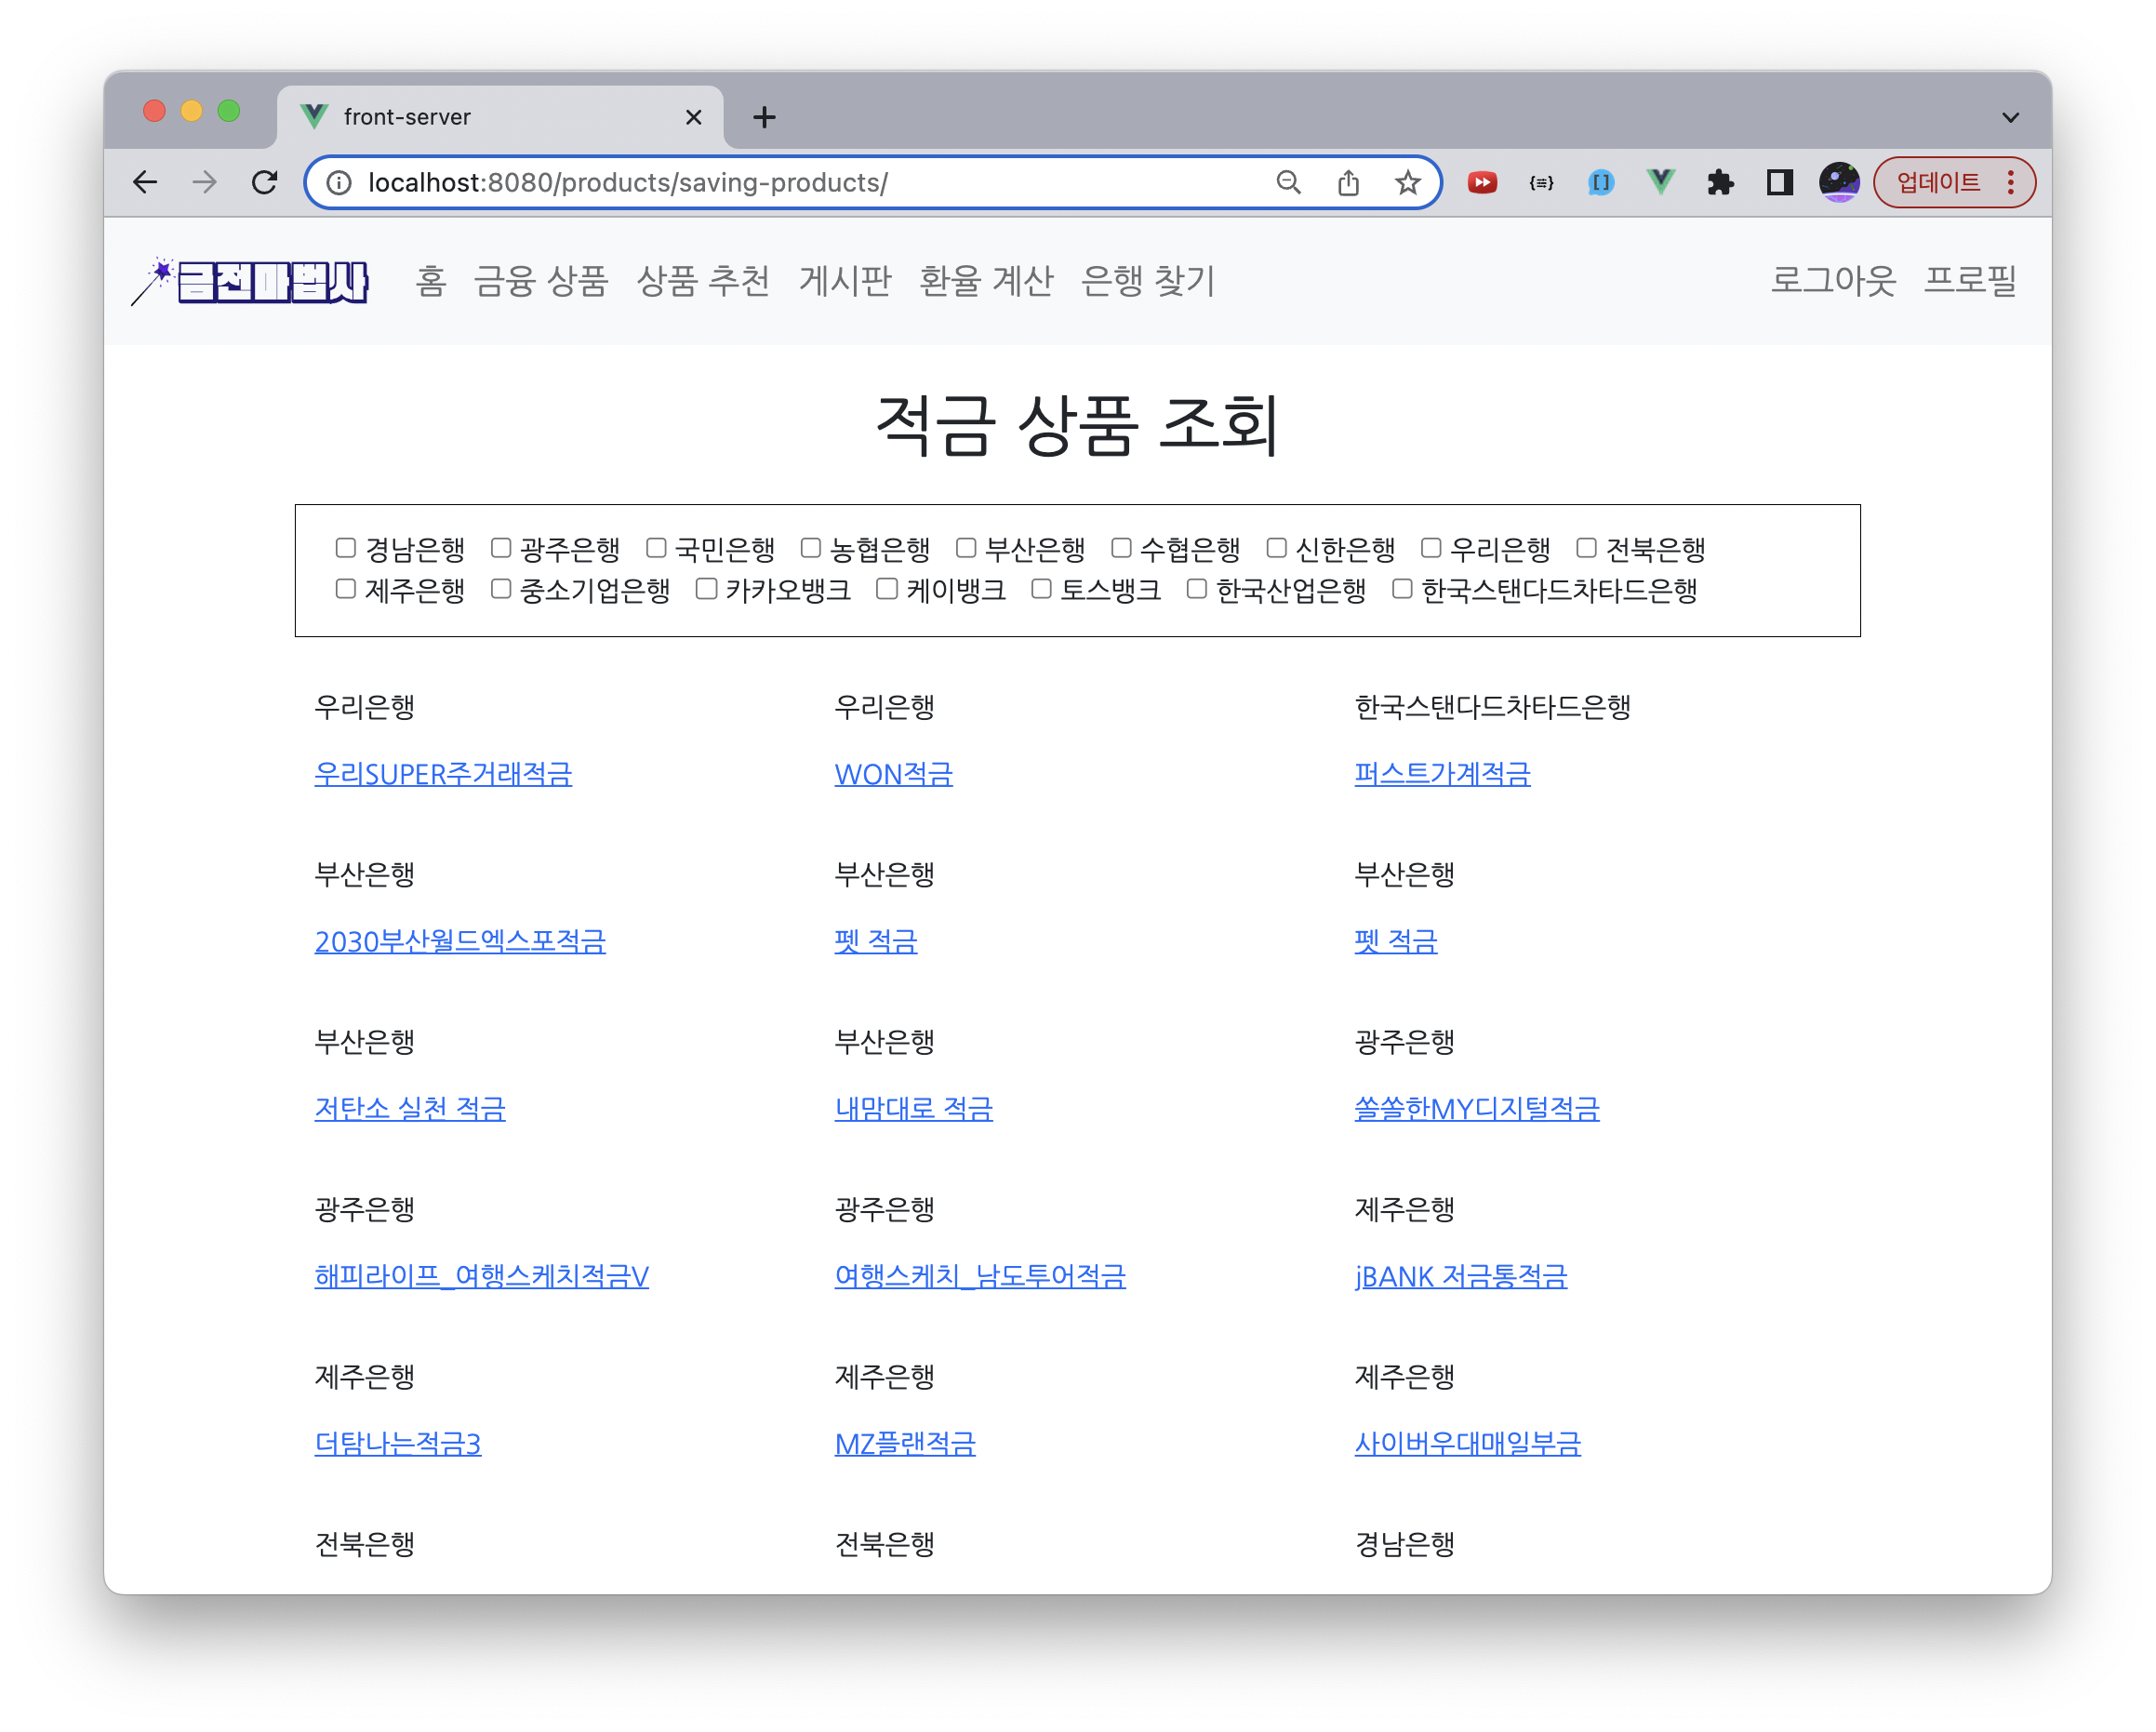 front-server
localhost:8080/products/saving-products/
업데이트
금전마법사 홈 금융 상품 상품 추천 게시판 환율 계산 은행 찾기 로그아웃 프로필
적금 상품 조회
경남은행 광주은행 국민은행 농협은행 부산은행 수협은행 신한은행 우리은행 전북은행
제주은행 중소기업은행 카카오뱅크 케이뱅크 토스뱅크 한국산업은행 한국스탠다드차타드은행
우리은행 우리은행 한국스탠다드차타드은행
우리SUPER주거래적금 WON적금 퍼스트가계적금
부산은행 부산은행 부산은행
2030부산월드엑스포적금 펫 적금 펫 적금
부산은행 부산은행 광주은행
저탄소 실천 적금 내맘대로 적금 쏠쏠한MY디지털적금
광주은행 광주은행 제주은행
해피라이프_여행스케치적금V 여행스케치_남도투어적금 jBANK 저금통적금
제주은행 제주은행 제주은행
더탐나는적금3 MZ플랜적금 사이버우대매일부금
전북은행 전북은행 경남은행